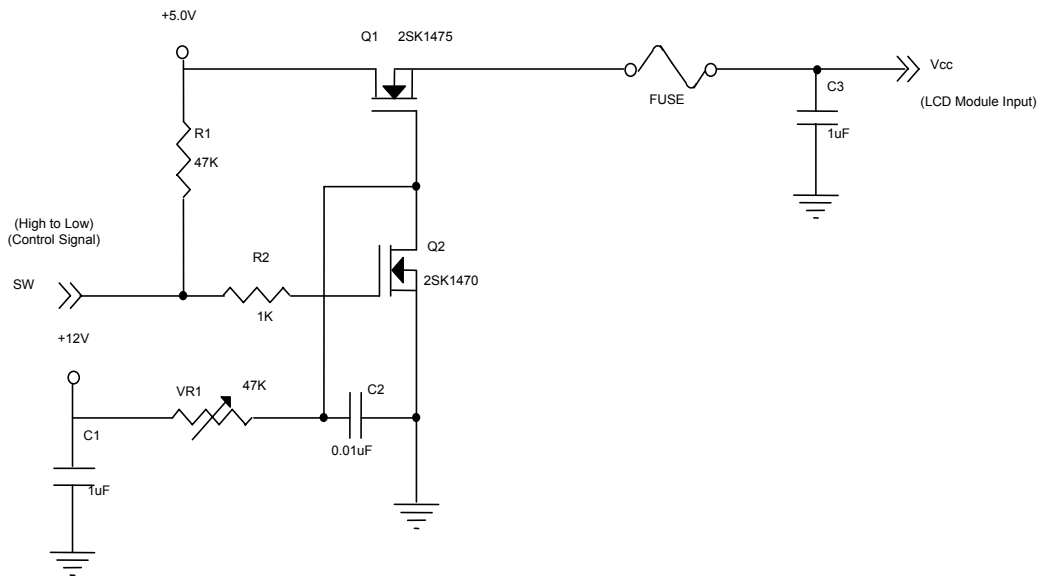 +5.0V
Q1 2SK1475
Vcc
C3
(LCD Module Input)
FUSE
R1
1uF
47K
(High to Low)
(Control Signal)
Q2
R2
SW
2SK1470
1K
+12V
VR1
47K
C2
C1
0.01uF
1uF